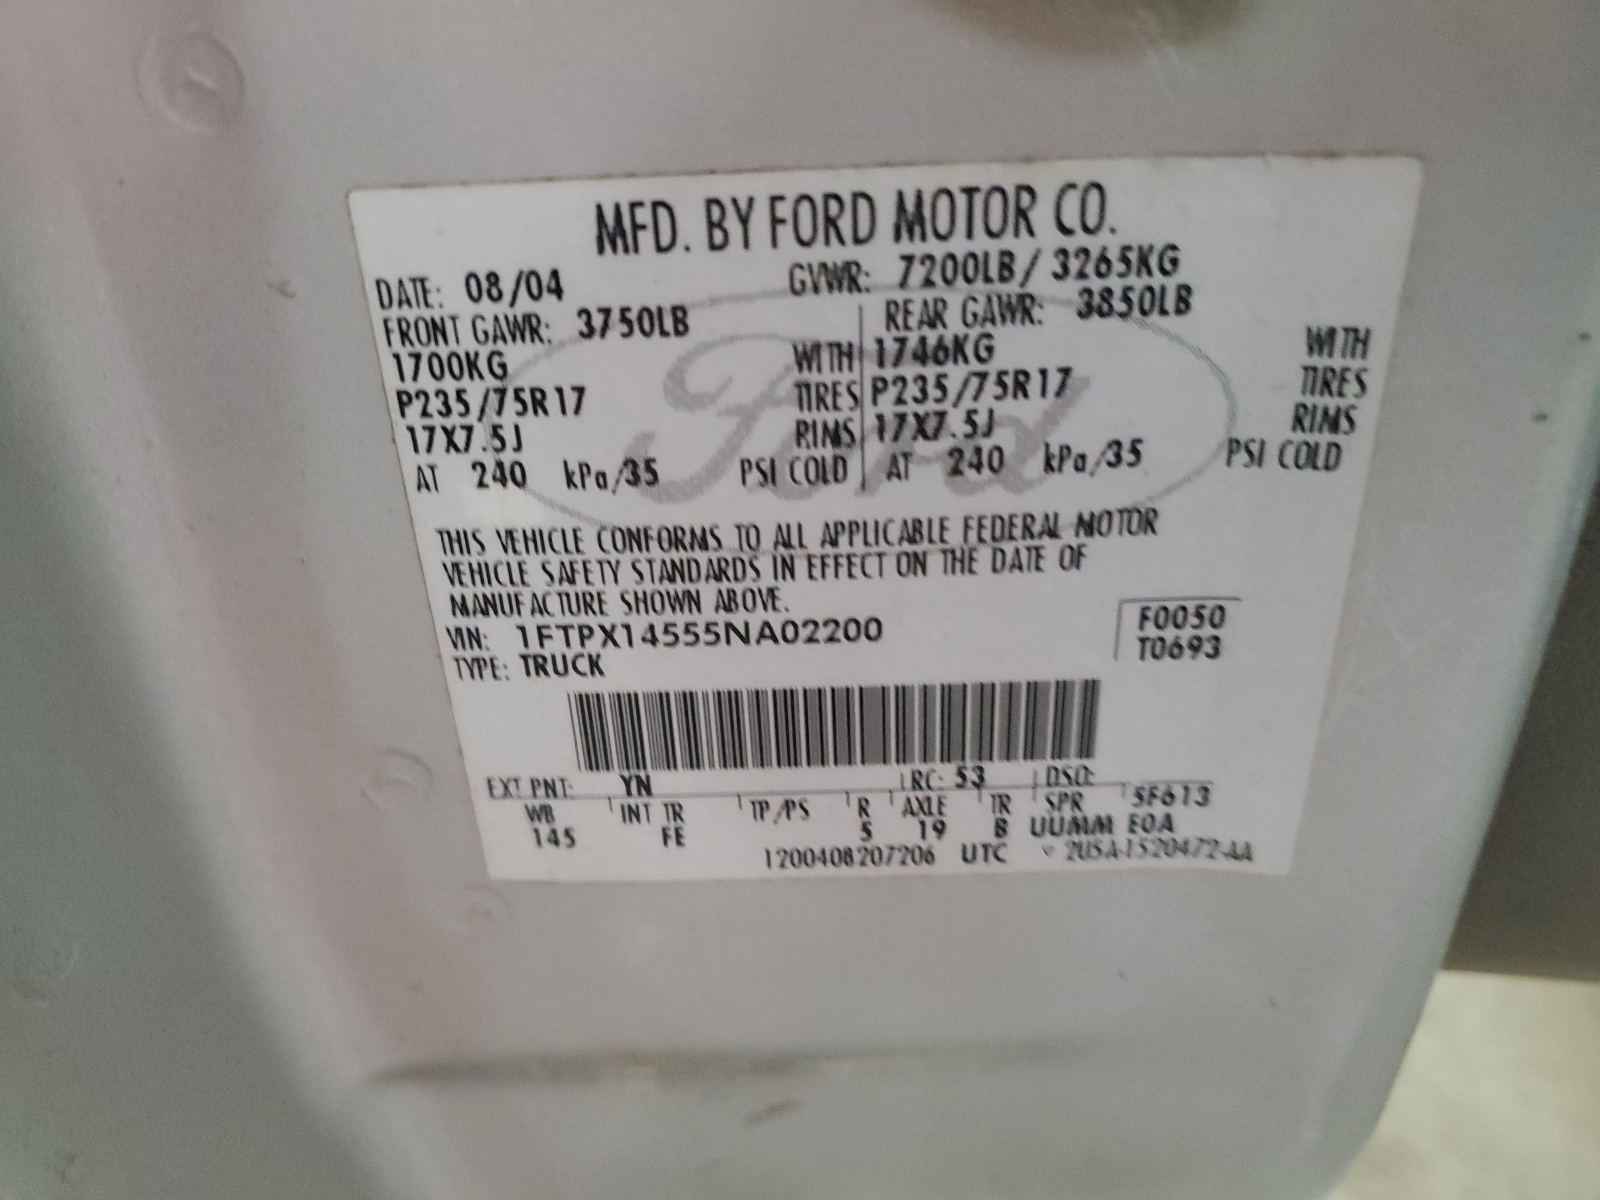 MFD. BY FORD MOTOR CO.
DATE: 08/04 GVWR: 7200LB/ 3265KG
FRONT GAWR: 3750LB REAR GAWR: 3850LB
1700KG WITH 1746KG WITH
P235/75R17 TIRES P235/75R17 TIRES
17X7.5J RIMS 17X7.5J RIMS
AT 240 kPa/35 PSI COLD AT 240 kPa/35 PSI COLD
Ford
THIS VEHICLE CONFORMS TO ALL APPLICABLE FEDERAL MOTOR
VEHICLE SAFETY STANDARDS IN EFFECT ON THE DATE OF
MANUFACTURE SHOWN ABOVE.
VIN: 1FTPX14555NA02200 F0050
TYPE: TRUCK T0693
EXT PNT: YN RC: 53 DSO:
WB INT TR TP/PS R AXLE TR SPR 5F613
145 FE 5 19 B UUMM E0A
1200408207206 UTC 2U5A-1520472-AA